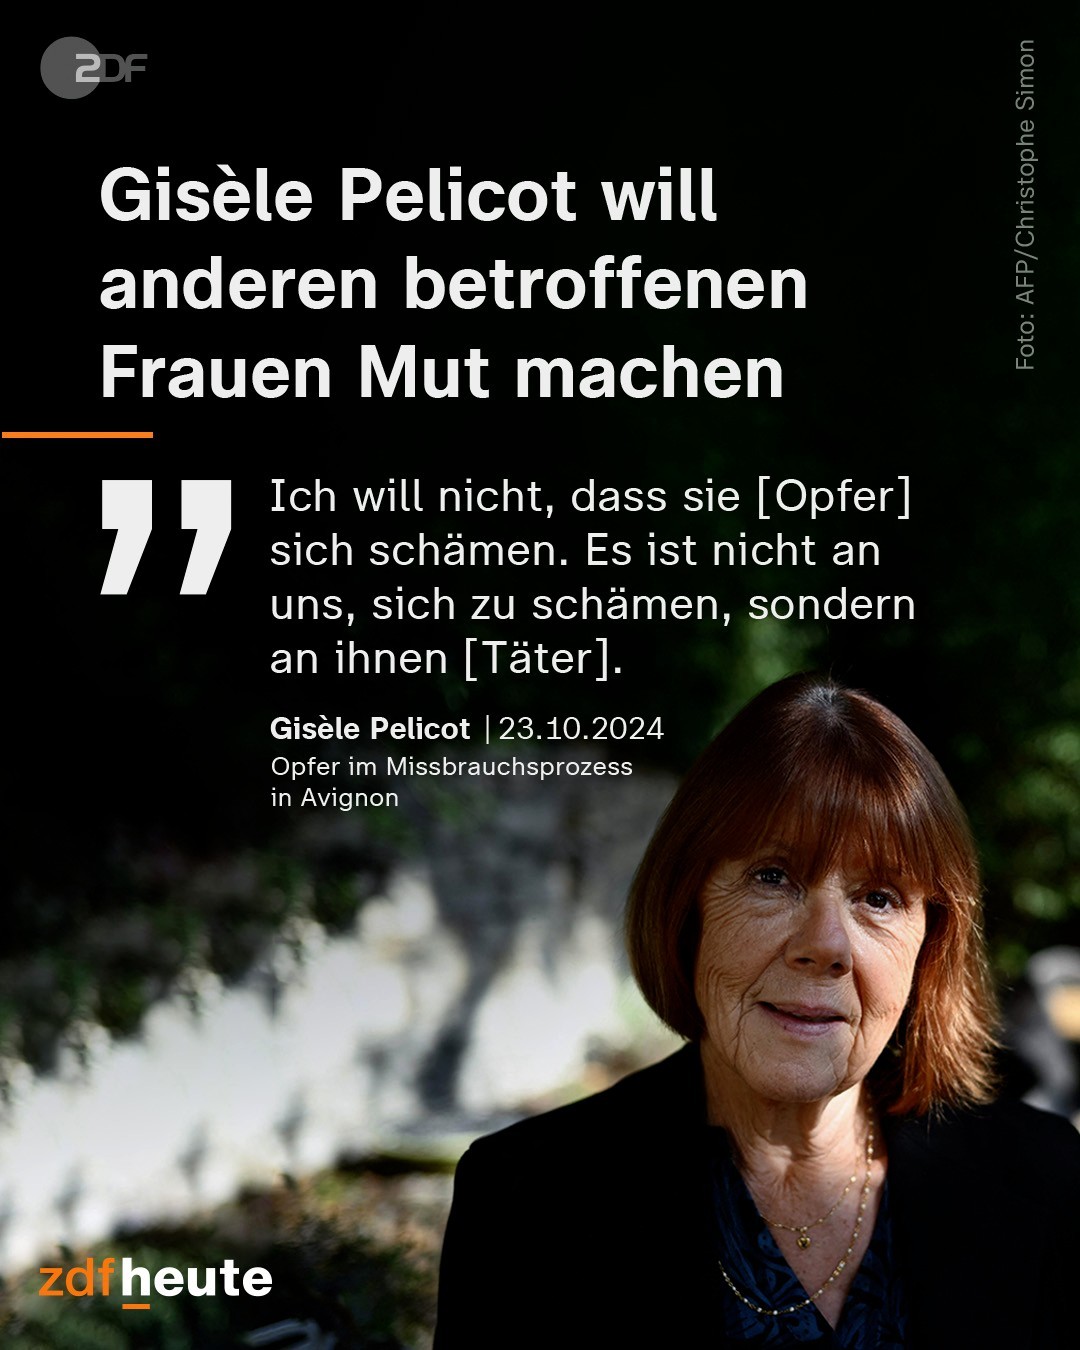 ZDF
Foto: AFP/Christophe Simon
Gisèle Pelicot will
anderen betroffenen
Frauen Mut machen
" Ich will nicht, dass sie [Opfer]
sich schämen. Es ist nicht an
uns, sich zu schämen, sondern
an ihnen [Täter].
Gisèle Pelicot | 23.10.2024
Opfer im Missbrauchsprozess
in Avignon
zdfheute